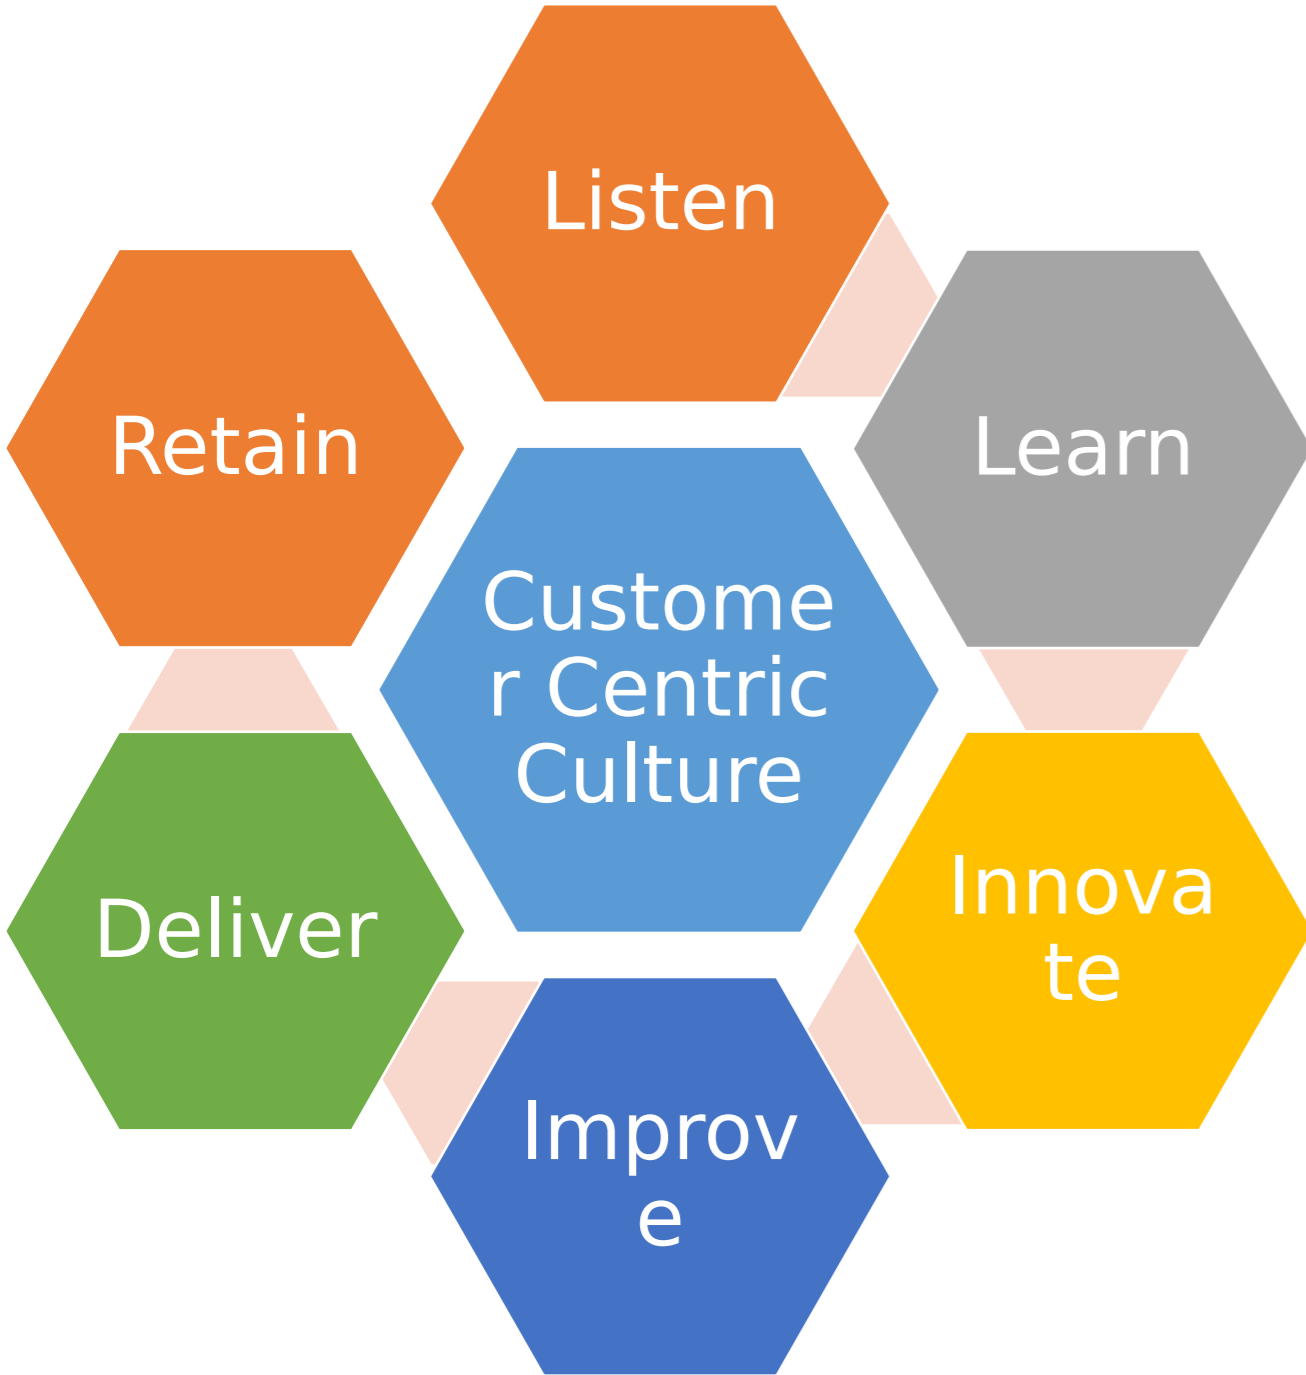 Listen
Learn
Innova
te
Improv
e
Deliver
Retain
Custome
r Centric
Culture